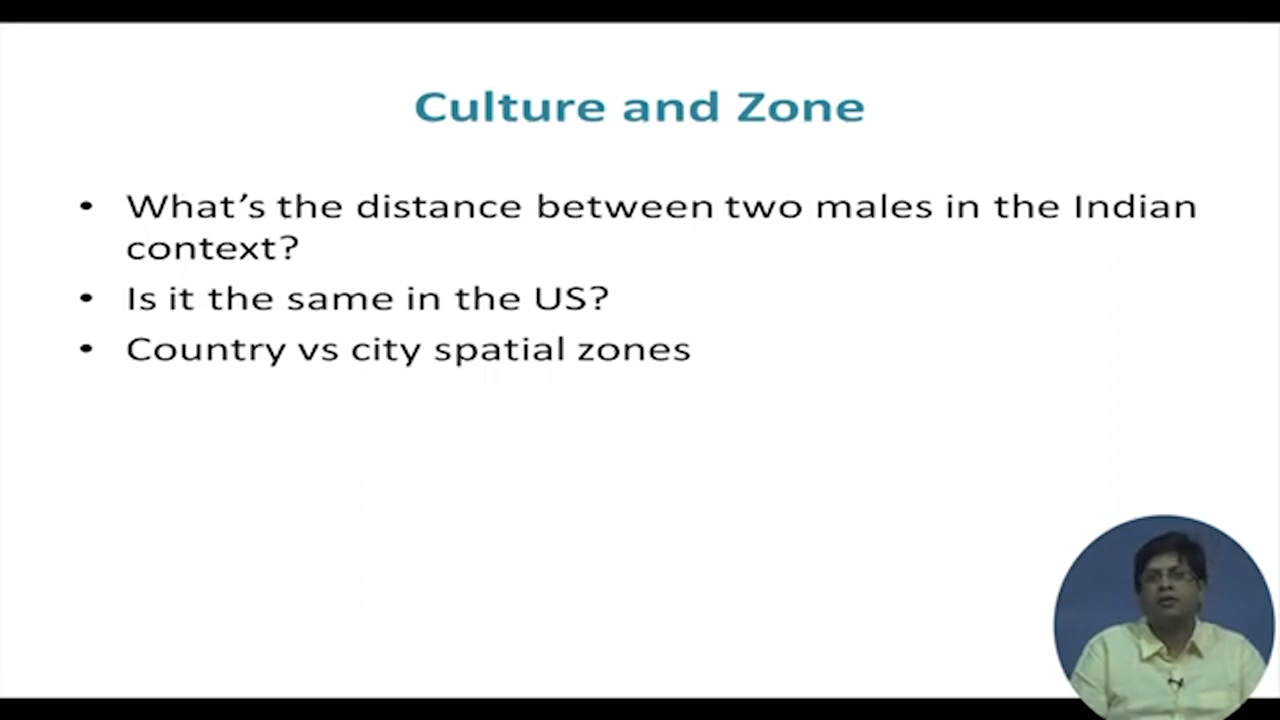 Culture and Zone
• What’s the distance between two males in the Indian
context?
• Is it the same in the US?
• Country vs city spatial zones